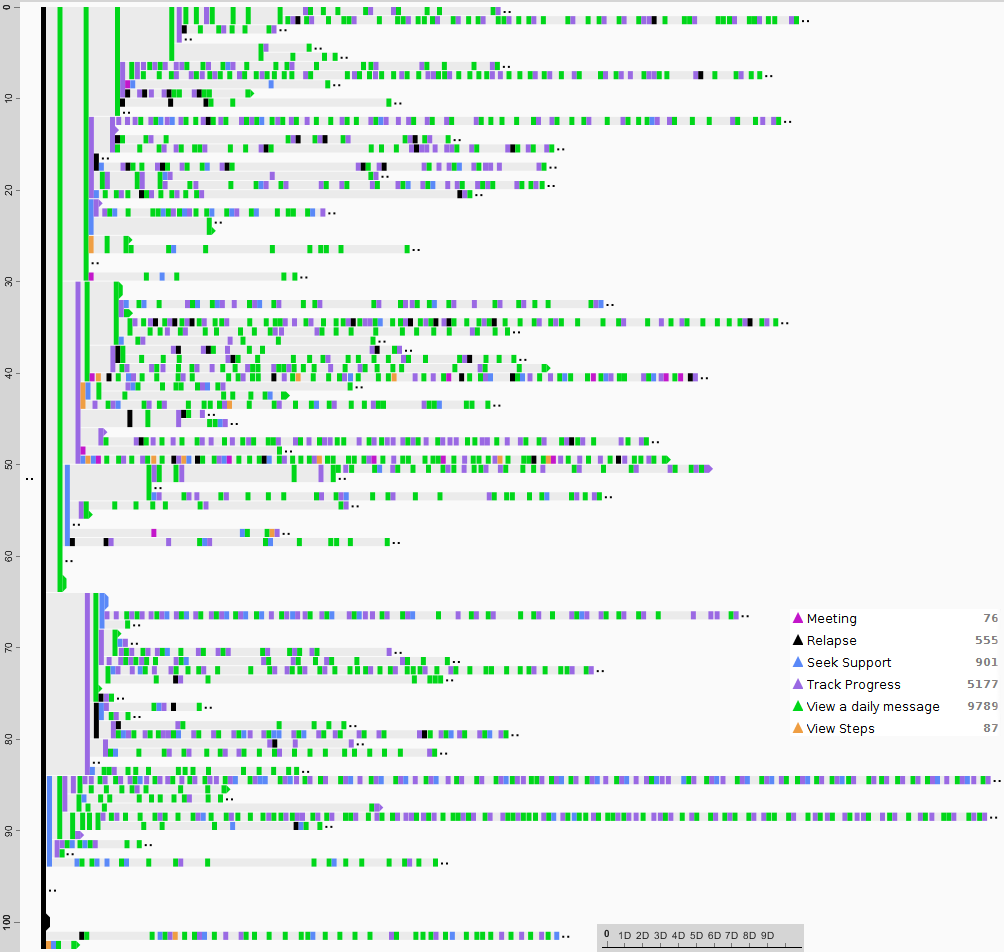 0
10
20
30
40
50
60
70
80
90
100
Meeting 76
Relapse 555
Seek Support 901
Track Progress 5177
View a daily message 9789
View Steps 87
0 1D 2D 3D 4D 5D 6D 7D 8D 9D